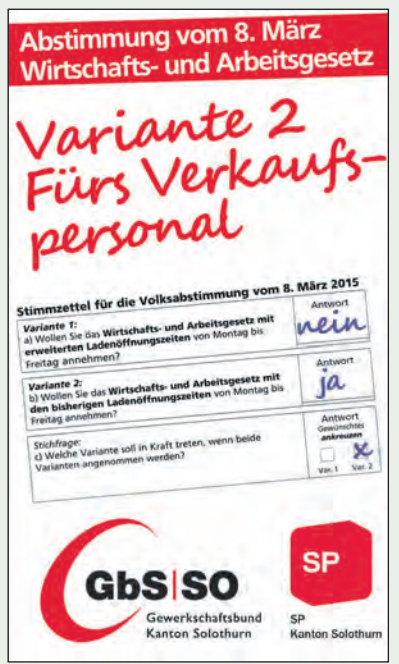 Abstimmung vom 8. März
Wirtschafts- und Arbeitsgesetz
Variante 2
Fürs Verkaufs-
personal
Stimmzettel für die Volksabstimmung vom 8. März 2015
Variante 1:
a) Wollen Sie das Wirtschafts- und Arbeitsgesetz mit
erweiterten Ladenöffnungszeiten von Montag bis
Freitag annehmen?
Antwort
nein
Variante 2:
b) Wollen Sie das Wirtschafts- und Arbeitsgesetz mit
den bisherigen Ladenöffnungszeiten von Montag bis
Freitag annehmen?
Antwort
ja
Stichfrage:
c) Welche Variante soll in Kraft treten, wenn beide
Varianten angenommen werden?
Antwort
Gewünschtes
ankreuzen
x
Var. 1 Var. 2
GbS|SO
Gewerkschaftsbund
Kanton Solothurn
SP
SP
Kanton Solothurn